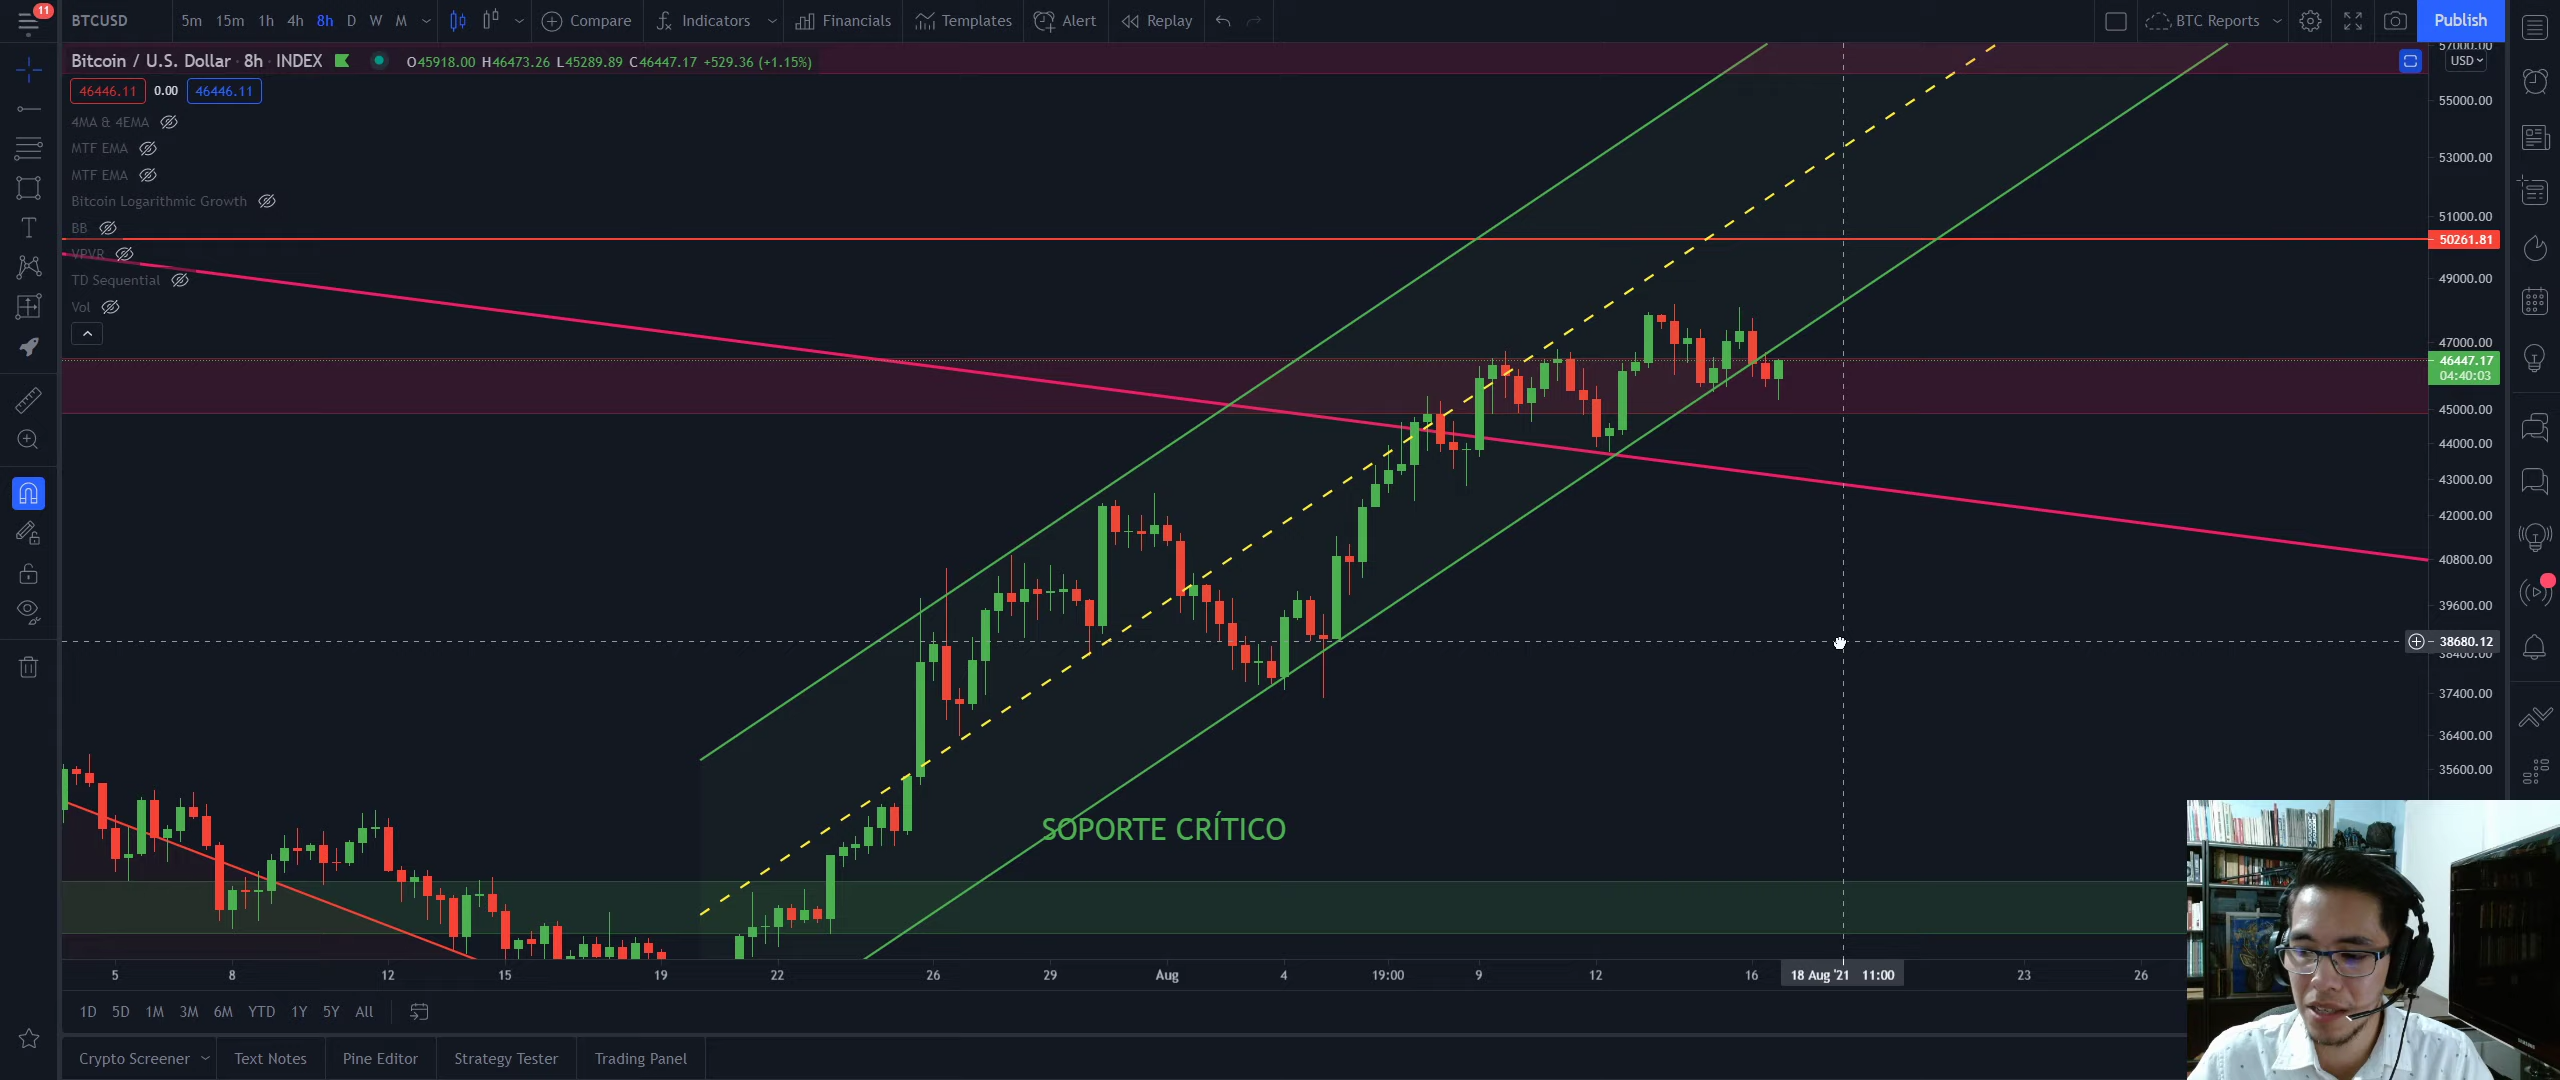 11
BTCUSD 5m 15m 1h 4h 8h D W M Compare Indicators Financials Templates Alert Replay BTC Reports Publish
Bitcoin / U.S. Dollar · 8h · INDEX O45918.00 H46473.26 L45289.89 C46447.17 +529.36 (+1.15%)
46446.11 0.00 46446.11
4MA & 4EMA
MTF EMA
MTF EMA
Bitcoin Logarithmic Growth
BB
VPVR
TD Sequential
Vol
57000.00
USD
55000.00
53000.00
51000.00
50261.81
49000.00
47000.00
46447.17
04:40:03
45000.00
44000.00
43000.00
42000.00
40800.00
39600.00
38680.12
38400.00
37400.00
36400.00
35600.00
SOPORTE CRÍTICO
5 8 12 15 19 22 26 29 Aug 4 19:00 9 12 16 18 Aug '21 11:00 23 26
1D 5D 1M 3M 6M YTD 1Y 5Y All
Crypto Screener Text Notes Pine Editor Strategy Tester Trading Panel